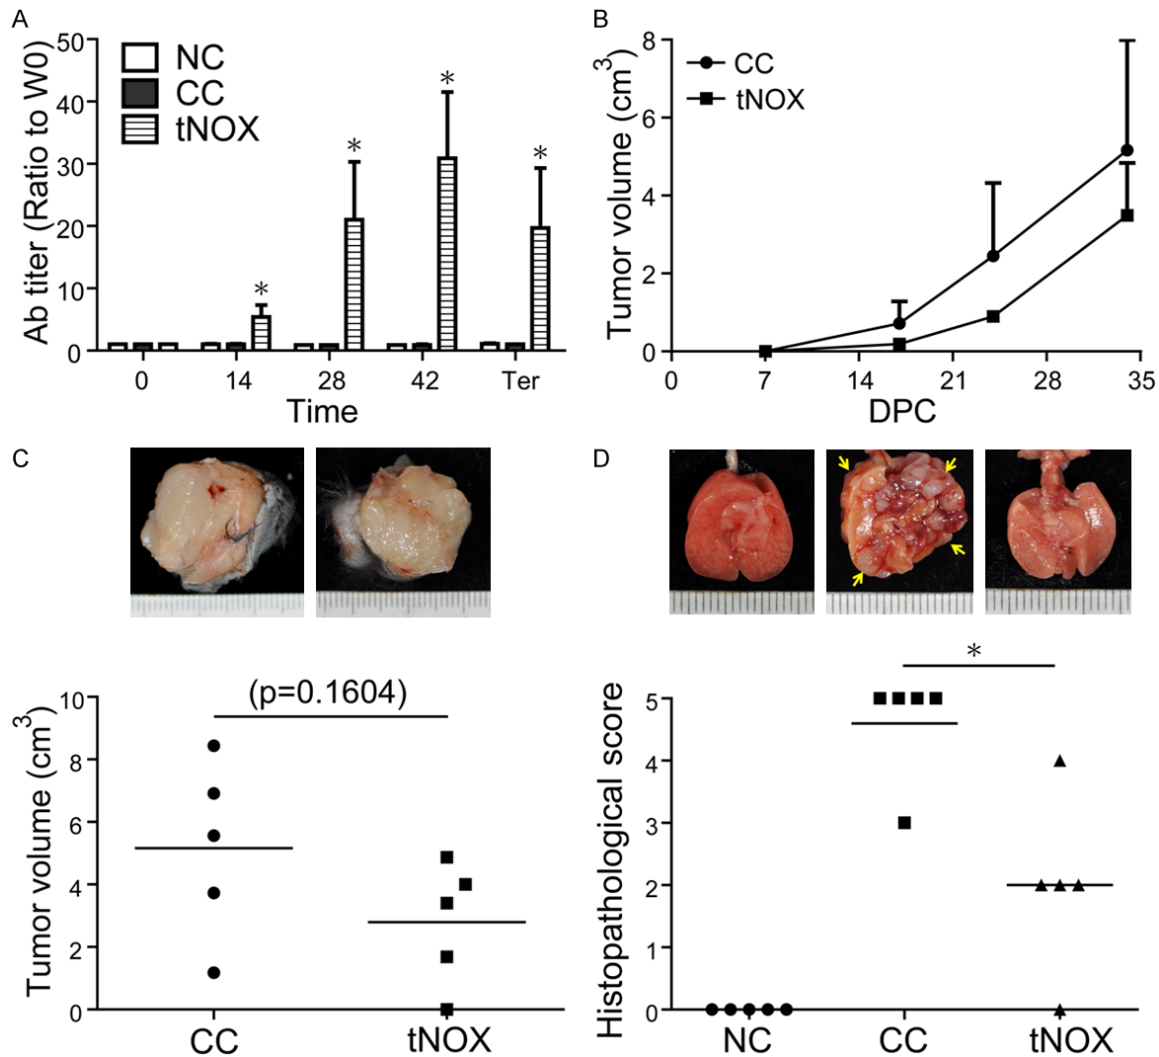 A
Ab titer (Ratio to W0)
50
40
30
20
10
0
NC
CC
tNOX
*
*
*
*
0 14 28 42 Ter
Time
B
Tumor volume (cm3)
8
6
4
2
0
CC
tNOX
0 7 14 21 28 35
DPC
C
Tumor volume (cm3)
10
8
6
4
2
0
(p=0.1604)
CC tNOX
D
Histopathological score
5
4
3
2
1
0
*
NC CC tNOX